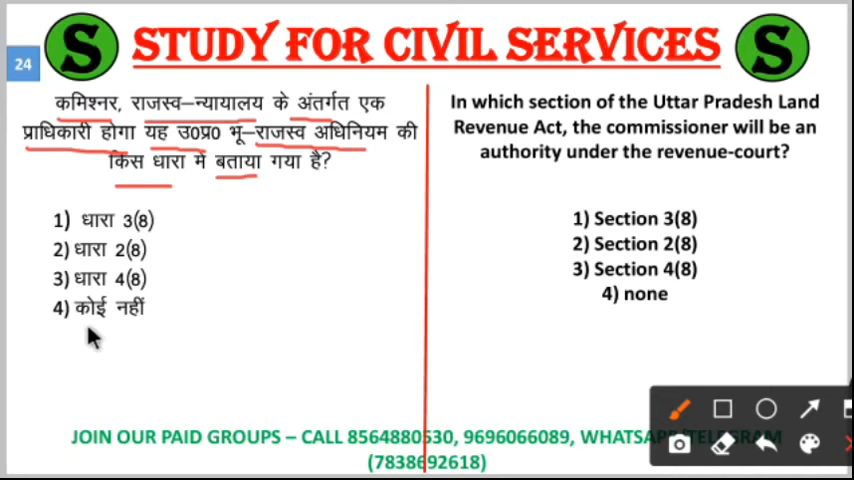 S STUDY FOR CIVIL SERVICES S
24
कमिश्नर, राजस्व–न्यायालय के अंतर्गत एक
प्राधिकारी होगा यह उ0प्र0 भू–राजस्व अधिनियम की
किस धारा में बताया गया है?
1) धारा 3(8)
2) धारा 2(8)
3) धारा 4(8)
4) कोई नहीं
In which section of the Uttar Pradesh Land
Revenue Act, the commissioner will be an
authority under the revenue-court?
1) Section 3(8)
2) Section 2(8)
3) Section 4(8)
4) none
JOIN OUR PAID GROUPS – CALL 8564880530, 9696066089, WHATSAPP/TELEGRAM
(7838692618)